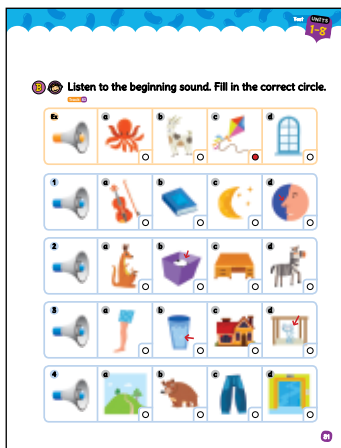 Test UNITS
1-8
B Listen to the beginning sound. Fill in the correct circle.
Ex a b c d
1 a b c d
2 a b c d
3 a b c d
4 a b c d
81